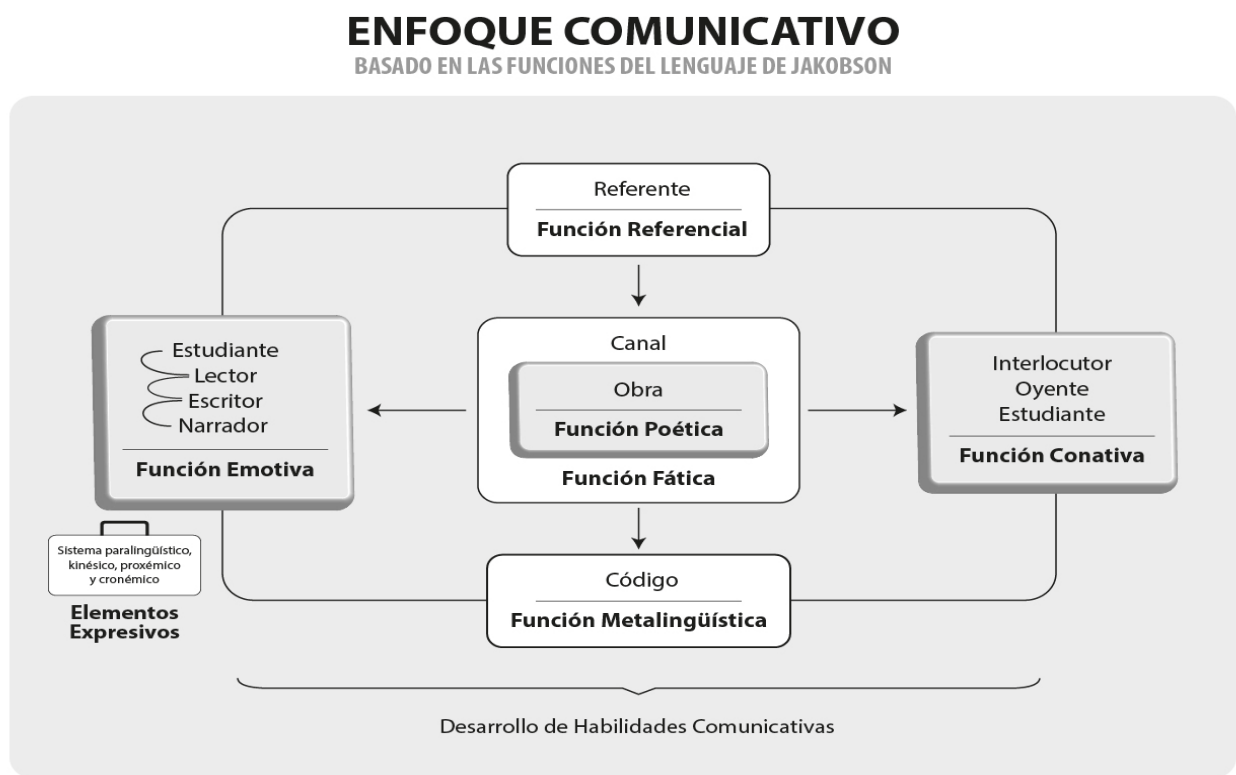 ENFOQUE COMUNICATIVO
BASADO EN LAS FUNCIONES DEL LENGUAJE DE JAKOBSON
Referente
Función Referencial
Estudiante
Lector
Escritor
Narrador
Función Emotiva
Canal
Obra
Función Poética
Función Fática
Interlocutor
Oyente
Estudiante
Función Conativa
Sistema paralingüístico,
kinésico, proxémico
y cronémico
Elementos
Expresivos
Código
Función Metalingüística
Desarrollo de Habilidades Comunicativas